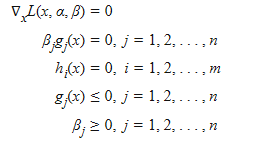 ∇ₓL(x, α, β) = 0
βⱼgⱼ(x) = 0, j = 1, 2, . . . , n
hᵢ(x) = 0, i = 1, 2, . . . , m
gⱼ(x) ≤ 0, j = 1, 2, . . . , n
βⱼ ≥ 0, j = 1, 2, . . . , n